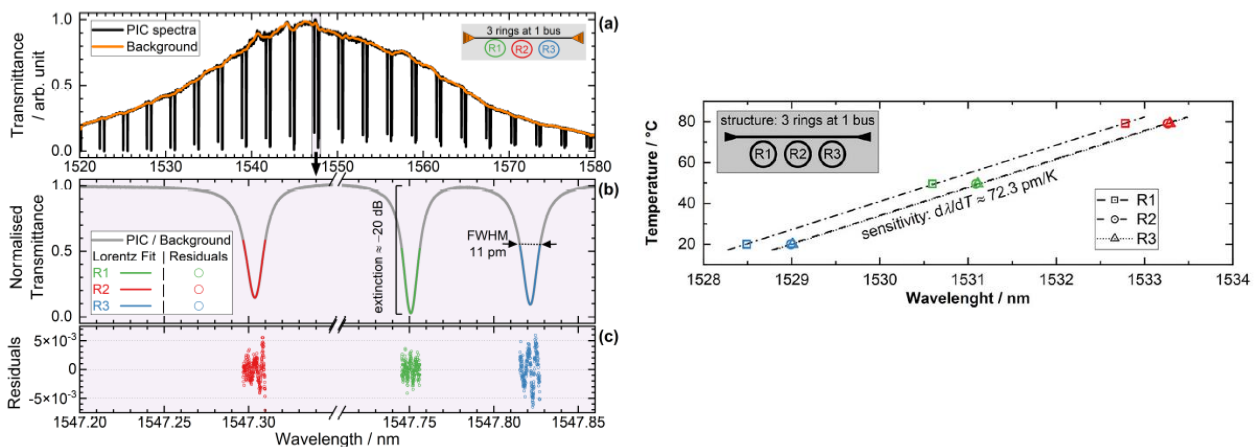 PIC spectra
Background
(a)
3 rings at 1 bus
R1 R2 R3
Transmittance
/ arb. unit
1.0
0.5
0.0
1520 1530 1540 1550 1560 1570 1580
(b)
Normalised
Transmittance
1.0
0.5
0.0
PIC / Background
Lorentz Fit | Residuals
R1
R2
R3
extinction ≈ −20 dB
FWHM
11 pm
(c)
Residuals
5×10⁻³
0
-5×10⁻³
1547.20 1547.30 1547.75 1547.80 1547.85
Wavelength / nm
structure: 3 rings at 1 bus
R1 R2 R3
Temperature / °C
80
60
40
20
sensitivity: dλ/dT ≈ 72.3 pm/K
R1
R2
R3
1528 1529 1530 1531 1532 1533 1534
Wavelenght / nm